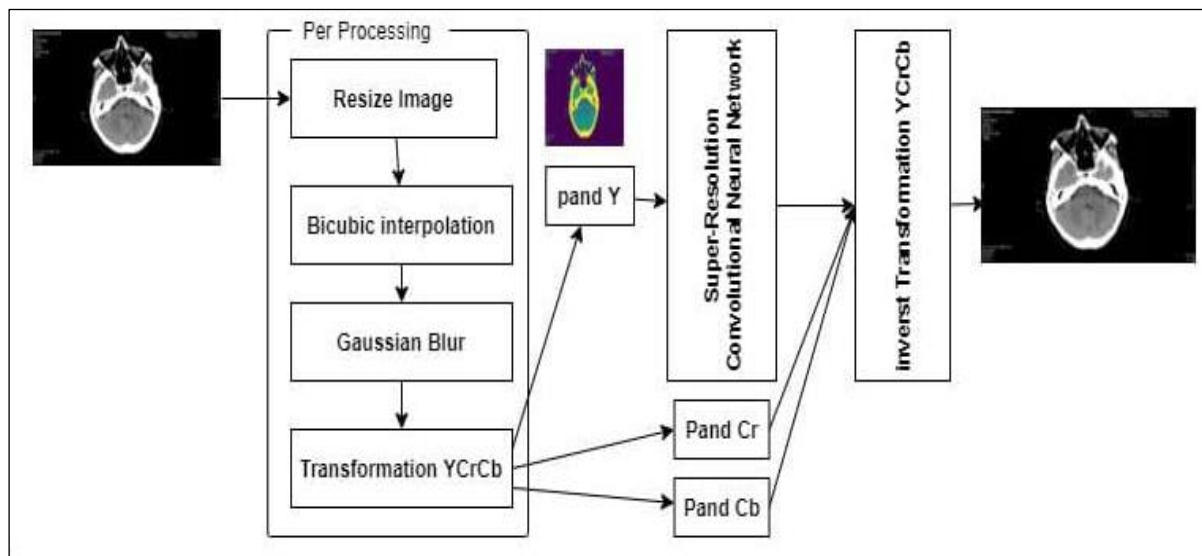 Per Processing
Resize Image
Bicubic interpolation
Gaussian Blur
Transformation YCrCb
pand Y
Super-Resolution
Convolutional Neural Network
Pand Cr
Pand Cb
inverst Transformation YCrCb